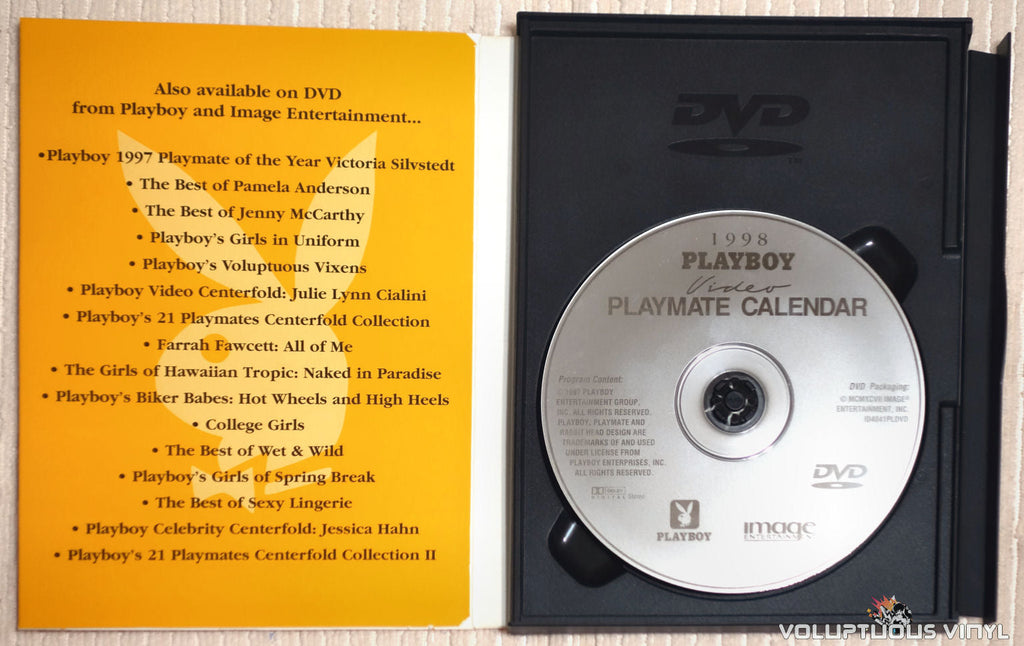 Also available on DVD
from Playboy and Image Entertainment...
•Playboy 1997 Playmate of the Year Victoria Silvstedt
• The Best of Pamela Anderson
• The Best of Jenny McCarthy
• Playboy's Girls in Uniform
• Playboy's Voluptuous Vixens
• Playboy Video Centerfold: Julie Lynn Cialini
• Playboy's 21 Playmates Centerfold Collection
• Farrah Fawcett: All of Me
• The Girls of Hawaiian Tropic: Naked in Paradise
• Playboy's Biker Babes: Hot Wheels and High Heels
• College Girls
• The Best of Wet & Wild
• Playboy's Girls of Spring Break
• The Best of Sexy Lingerie
• Playboy Celebrity Centerfold: Jessica Hahn
• Playboy's 21 Playmates Centerfold Collection II
DVD
TM
1998
PLAYBOY
Video
PLAYMATE CALENDAR
Program Content:
© 1997 PLAYBOY
ENTERTAINMENT GROUP,
INC. ALL RIGHTS RESERVED.
PLAYBOY, PLAYMATE AND
RABBIT HEAD DESIGN ARE
TRADEMARKS OF AND USED
UNDER LICENSE FROM
PLAYBOY ENTERPRISES, INC.
ALL RIGHTS RESERVED.
DOLBY
DIGITAL Stereo
DVD Packaging:
© MCMXCVII IMAGE®
ENTERTAINMENT, INC.
ID4041PLDVD
DVD
PLAYBOY
image
ENTERTAINMENT
VOLUPTUOUS VINYL